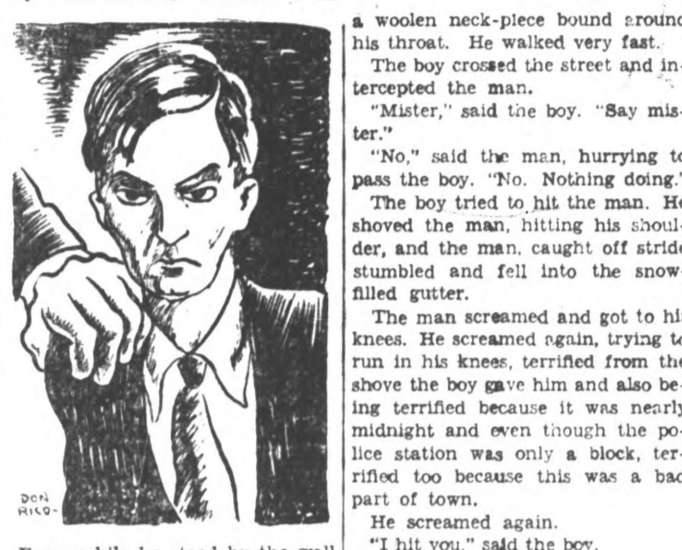 DON
RICO-
a woolen neck-piece bound around
his throat. He walked very fast.
The boy crossed the street and in-
tercepted the man.
"Mister," said the boy. "Say mis-
ter."
"No," said the man, hurrying to
pass the boy. "No. Nothing doing."
The boy tried to hit the man. He
shoved the man, hitting his shoul-
der, and the man, caught off stride
stumbled and fell into the snow-
filled gutter.
The man screamed and got to his
knees. He screamed again, trying to
run in his knees, terrified from the
shove the boy gave him and also be-
ing terrified because it was nearly
midnight and even though the po-
lice station was only a block, ter-
rified too because this was a bad
part of town.
He screamed again.
"I hit you," said the boy.